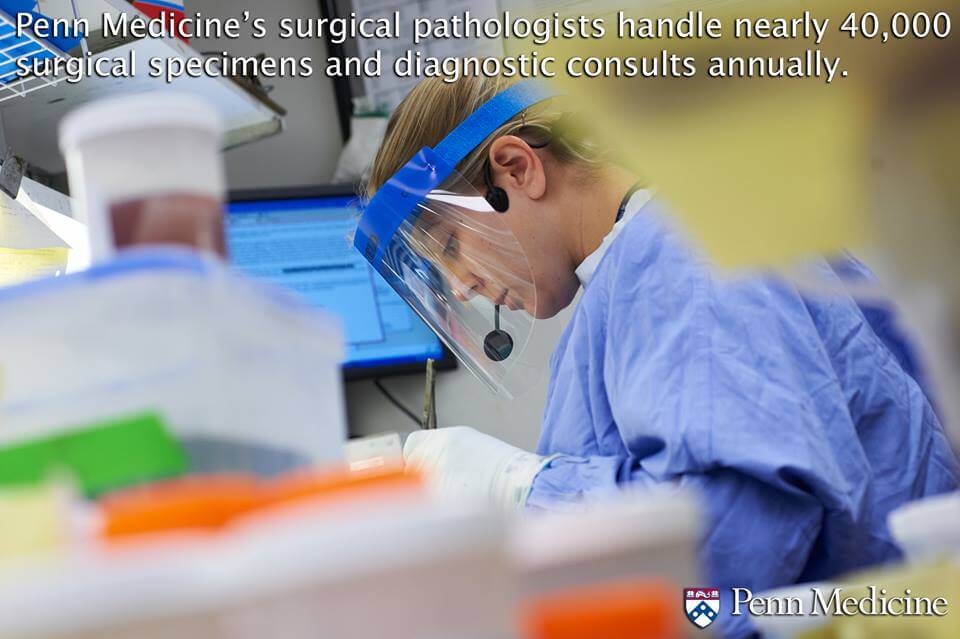 Penn Medicine’s surgical pathologists handle nearly 40,000
surgical specimens and diagnostic consults annually.
Penn Medicine